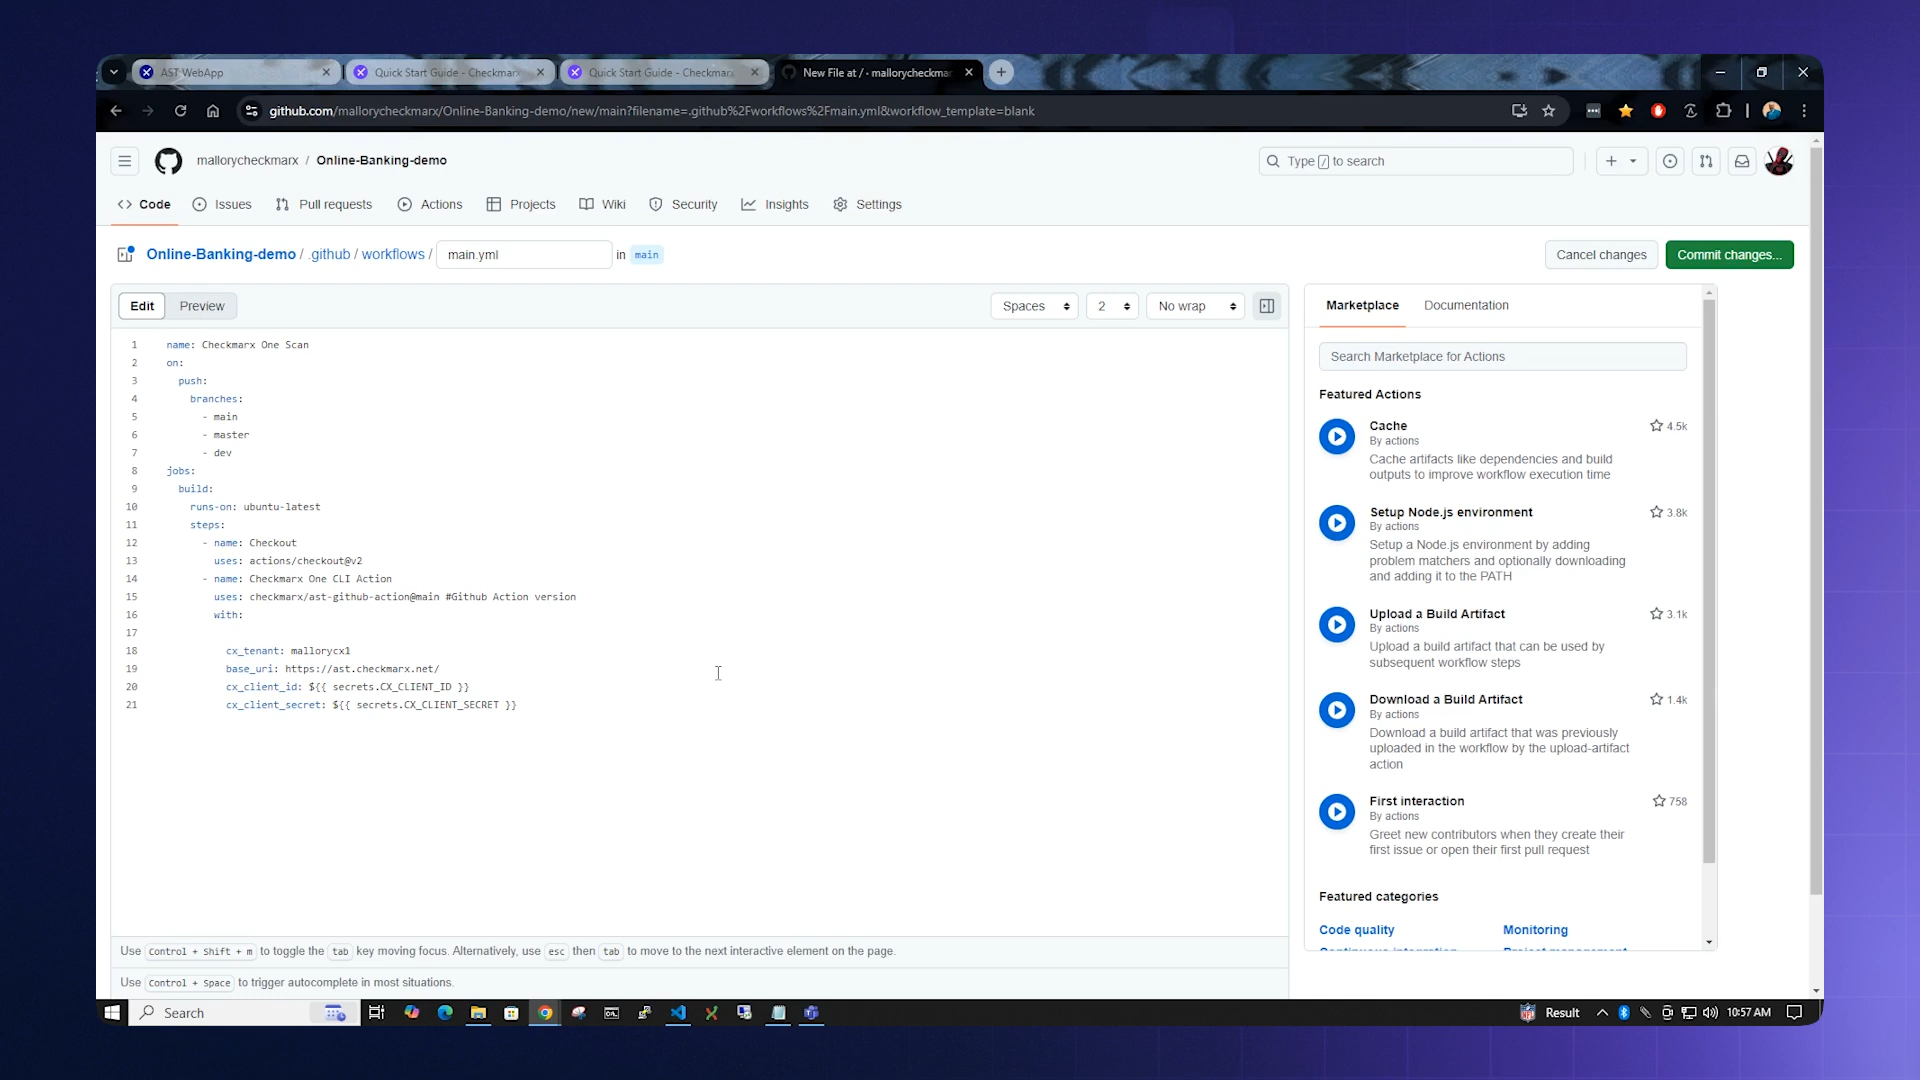 AST WebApp
Quick Start Guide - Checkmarx
Quick Start Guide - Checkmarx
New File at / · mallorycheckmar
github.com/mallorycheckmarx/Online-Banking-demo/new/main?filename=.github%2Fworkflows%2Fmain.yml&workflow_template=blank
mallorycheckmarx / Online-Banking-demo
Type / to search
Code
Issues
Pull requests
Actions
Projects
Wiki
Security
Insights
Settings
Online-Banking-demo / .github / workflows / main.yml in main
Cancel changes
Commit changes...
Edit
Preview
Spaces
2
No wrap
1 name: Checkmarx One Scan
2 on:
3 push:
4 branches:
5 - main
6 - master
7 - dev
8 jobs:
9 build:
10 runs-on: ubuntu-latest
11 steps:
12 - name: Checkout
13 uses: actions/checkout@v2
14 - name: Checkmarx One CLI Action
15 uses: checkmarx/ast-github-action@main #Github Action version
16 with:
17
18 cx_tenant: mallorycx1
19 base_uri: https://ast.checkmarx.net/
20 cx_client_id: ${{ secrets.CX_CLIENT_ID }}
21 cx_client_secret: ${{ secrets.CX_CLIENT_SECRET }}
Use Control + Shift + m to toggle the tab key moving focus. Alternatively, use esc then tab to move to the next interactive element on the page.
Use Control + Space to trigger autocomplete in most situations.
Marketplace
Documentation
Search Marketplace for Actions
Featured Actions
Cache
4.5k
By actions
Cache artifacts like dependencies and build
outputs to improve workflow execution time
Setup Node.js environment
3.8k
By actions
Setup a Node.js environment by adding
problem matchers and optionally downloading
and adding it to the PATH
Upload a Build Artifact
3.1k
By actions
Upload a build artifact that can be used by
subsequent workflow steps
Download a Build Artifact
1.4k
By actions
Download a build artifact that was previously
uploaded in the workflow by the upload-artifact
action
First interaction
758
By actions
Greet new contributors when they create their
first issue or open their first pull request
Featured categories
Code quality
Monitoring
Continuous integration
Project management
Search
Result
10:57 AM